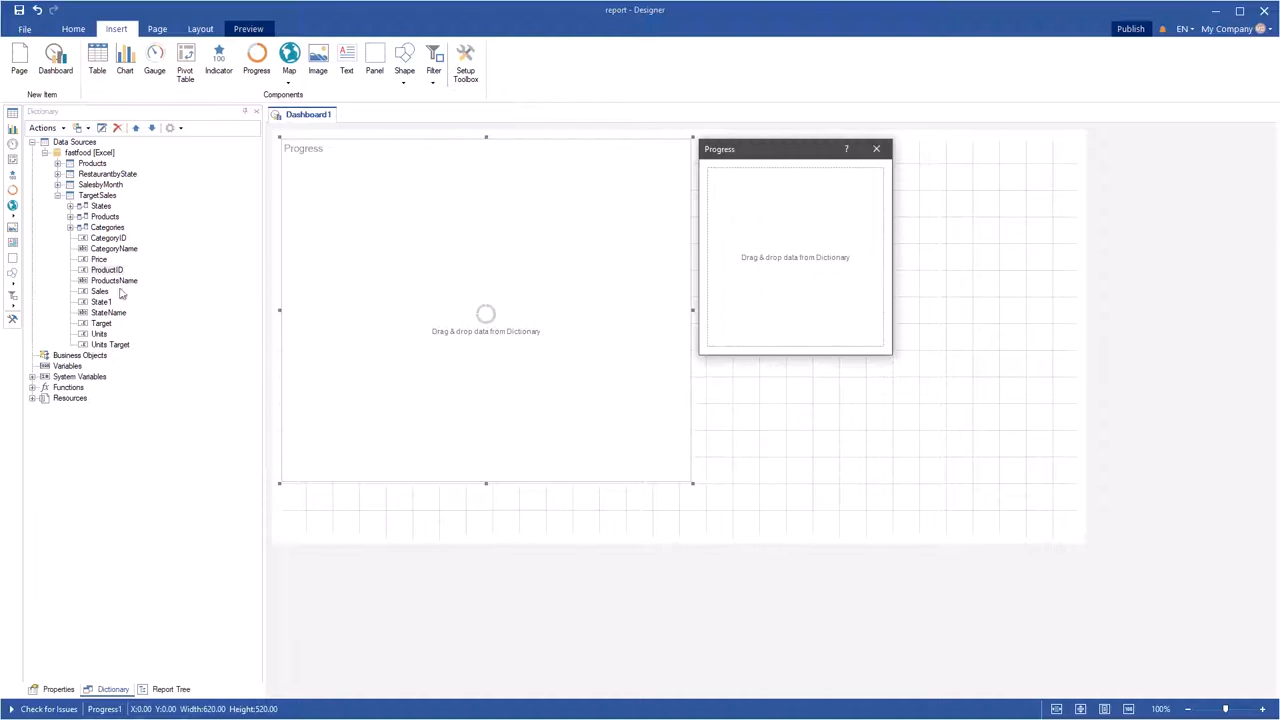 report - Designer
File Home Insert Page Layout Preview Publish EN My Company
Page Dashboard Table Chart Gauge Pivot Table Indicator Progress Map Image Text Panel Shape Filter Setup Toolbox
New Item Components
Dictionary
Dashboard1
Actions
Data Sources
fastfood [Excel]
Products
RestaurantbyState
SalesbyMonth
TargetSales
States
Products
Categories
CategoryID
CategoryName
Price
ProductID
ProductsName
Sales
State1
StateName
Target
Units
Units Target
Business Objects
Variables
System Variables
Functions
Resources
Progress
Drag & drop data from Dictionary
Progress ?
Drag & drop data from Dictionary
Properties Dictionary Report Tree
Check for Issues Progress1 X:0.00 Y:0.00 Width:620.00 Height:520.00 100%